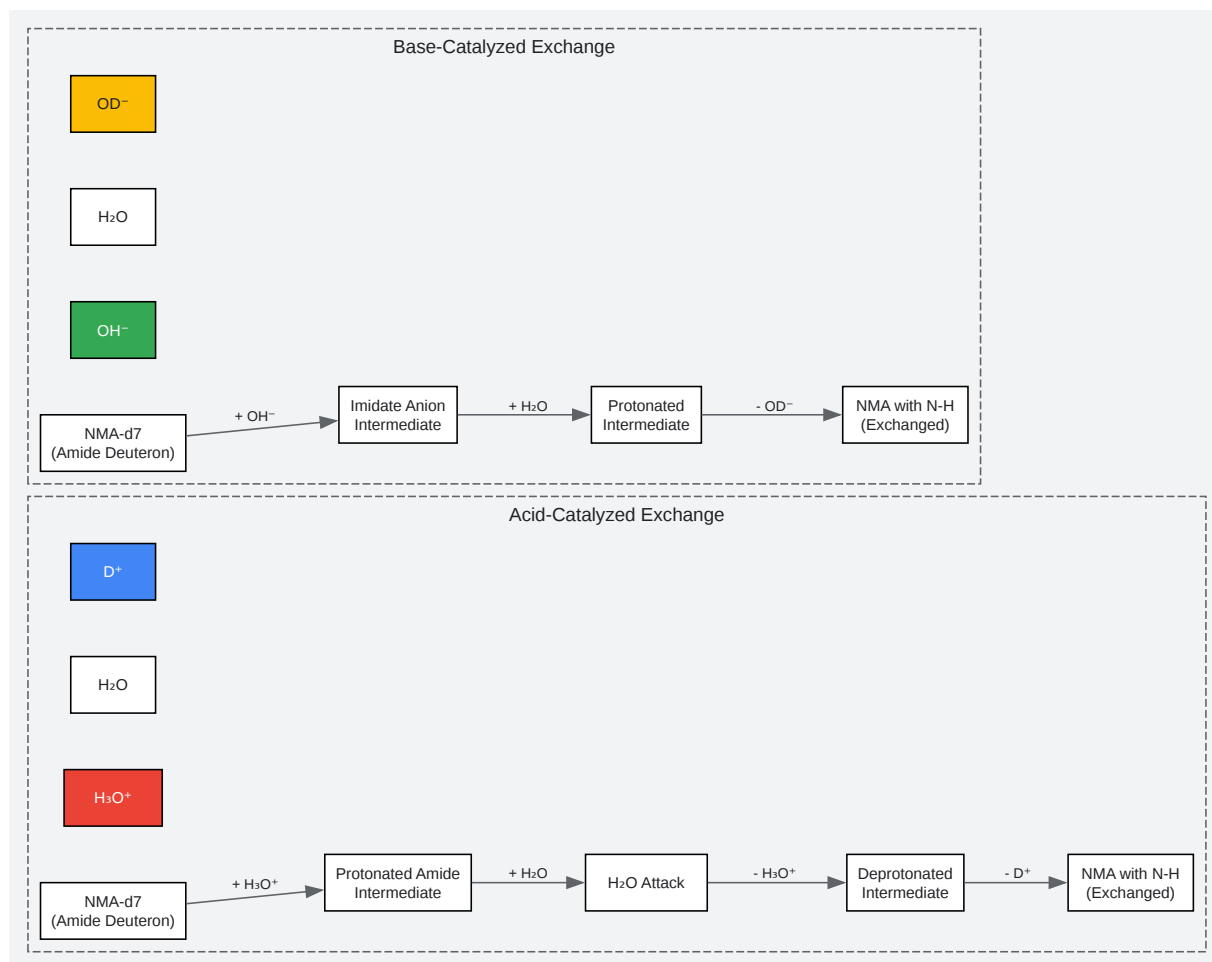 Base-Catalyzed Exchange
OD⁻
H₂O
OH⁻
NMA-d7
(Amide Deuteron)
+ OH⁻
Imidate Anion
Intermediate
+ H₂O
Protonated
Intermediate
- OD⁻
NMA with N-H
(Exchanged)
Acid-Catalyzed Exchange
D⁺
H₂O
H₃O⁺
NMA-d7
(Amide Deuteron)
+ H₃O⁺
Protonated Amide
Intermediate
+ H₂O
H₂O Attack
- H₃O⁺
Deprotonated
Intermediate
- D⁺
NMA with N-H
(Exchanged)